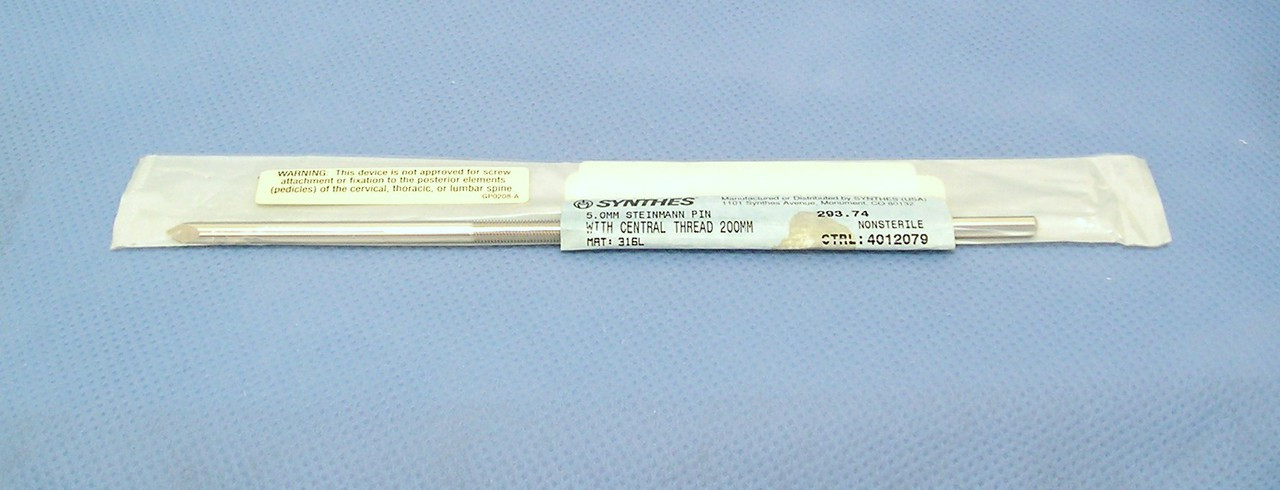 WARNING: This device is not approved for screw
attachment or fixation to the posterior elements
(pedicles) of the cervical, thoracic, or lumbar spine.
GP0208-A
SYNTHES®
Manufactured or Distributed by SYNTHES (USA)
1101 Synthes Avenue, Monument, CO 80132
5.0MM STEINMANN PIN
293.74
WITH CENTRAL THREAD 200MM
NONSTERILE
MAT: 316L
CTRL:4012079